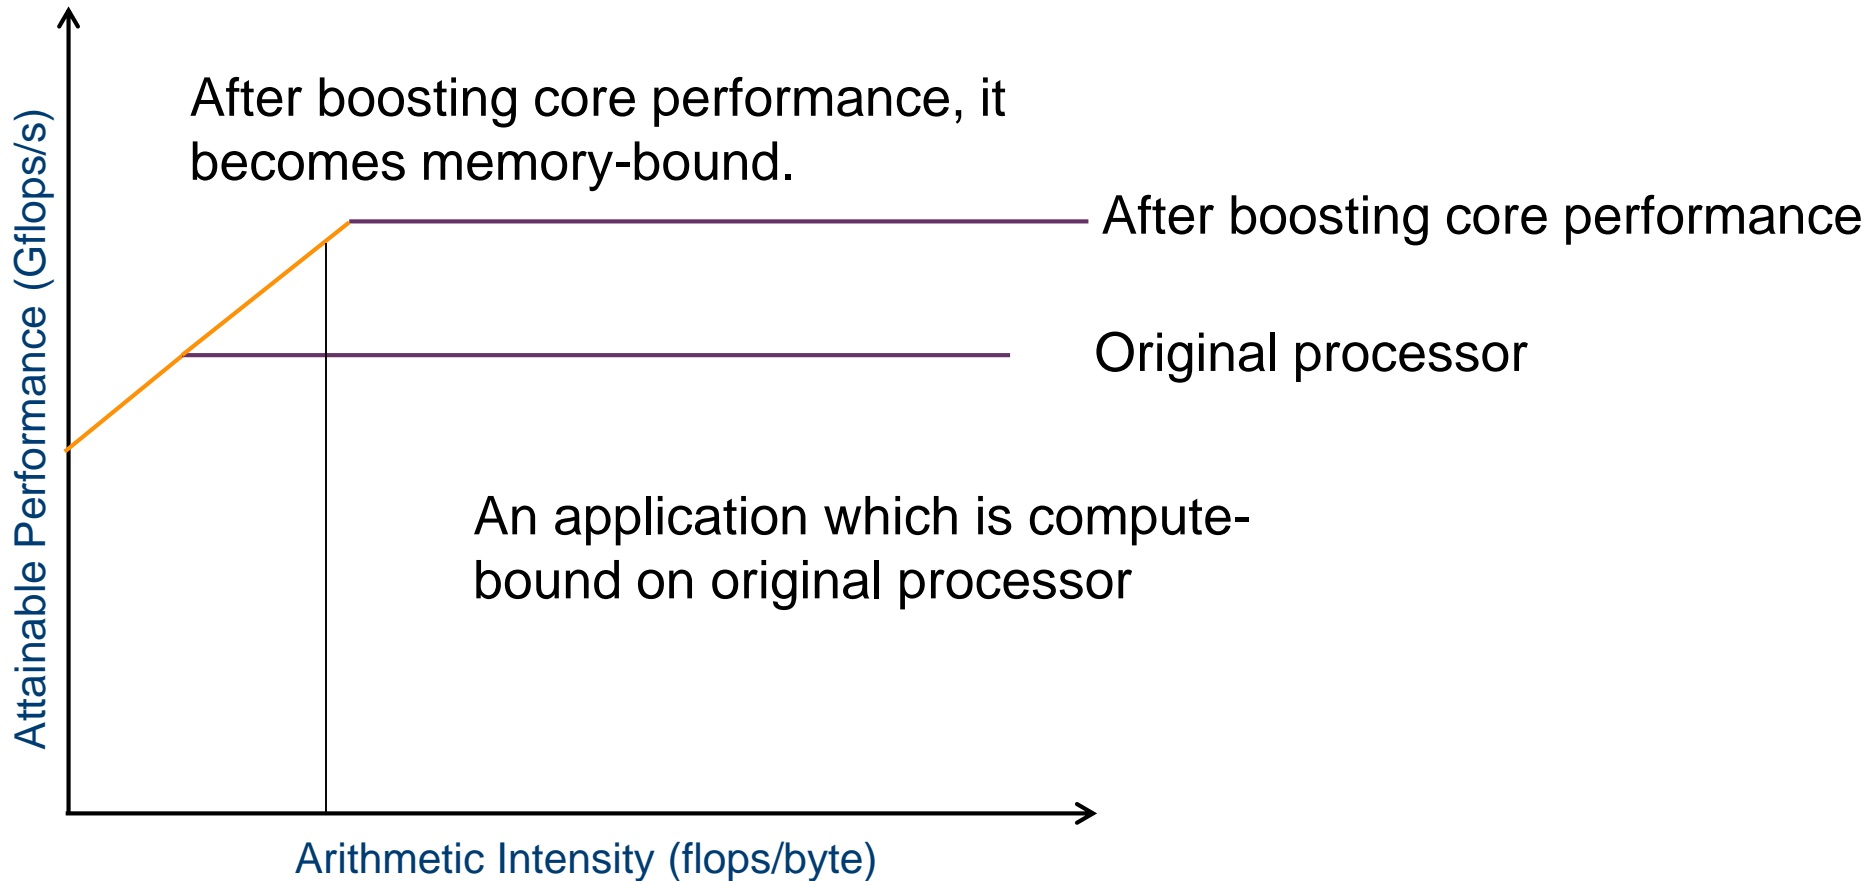 After boosting core performance, it
becomes memory-bound.
After boosting core performance
Original processor
An application which is compute-
bound on original processor
Attainable Performance (Gflops/s)
Arithmetic Intensity (flops/byte)